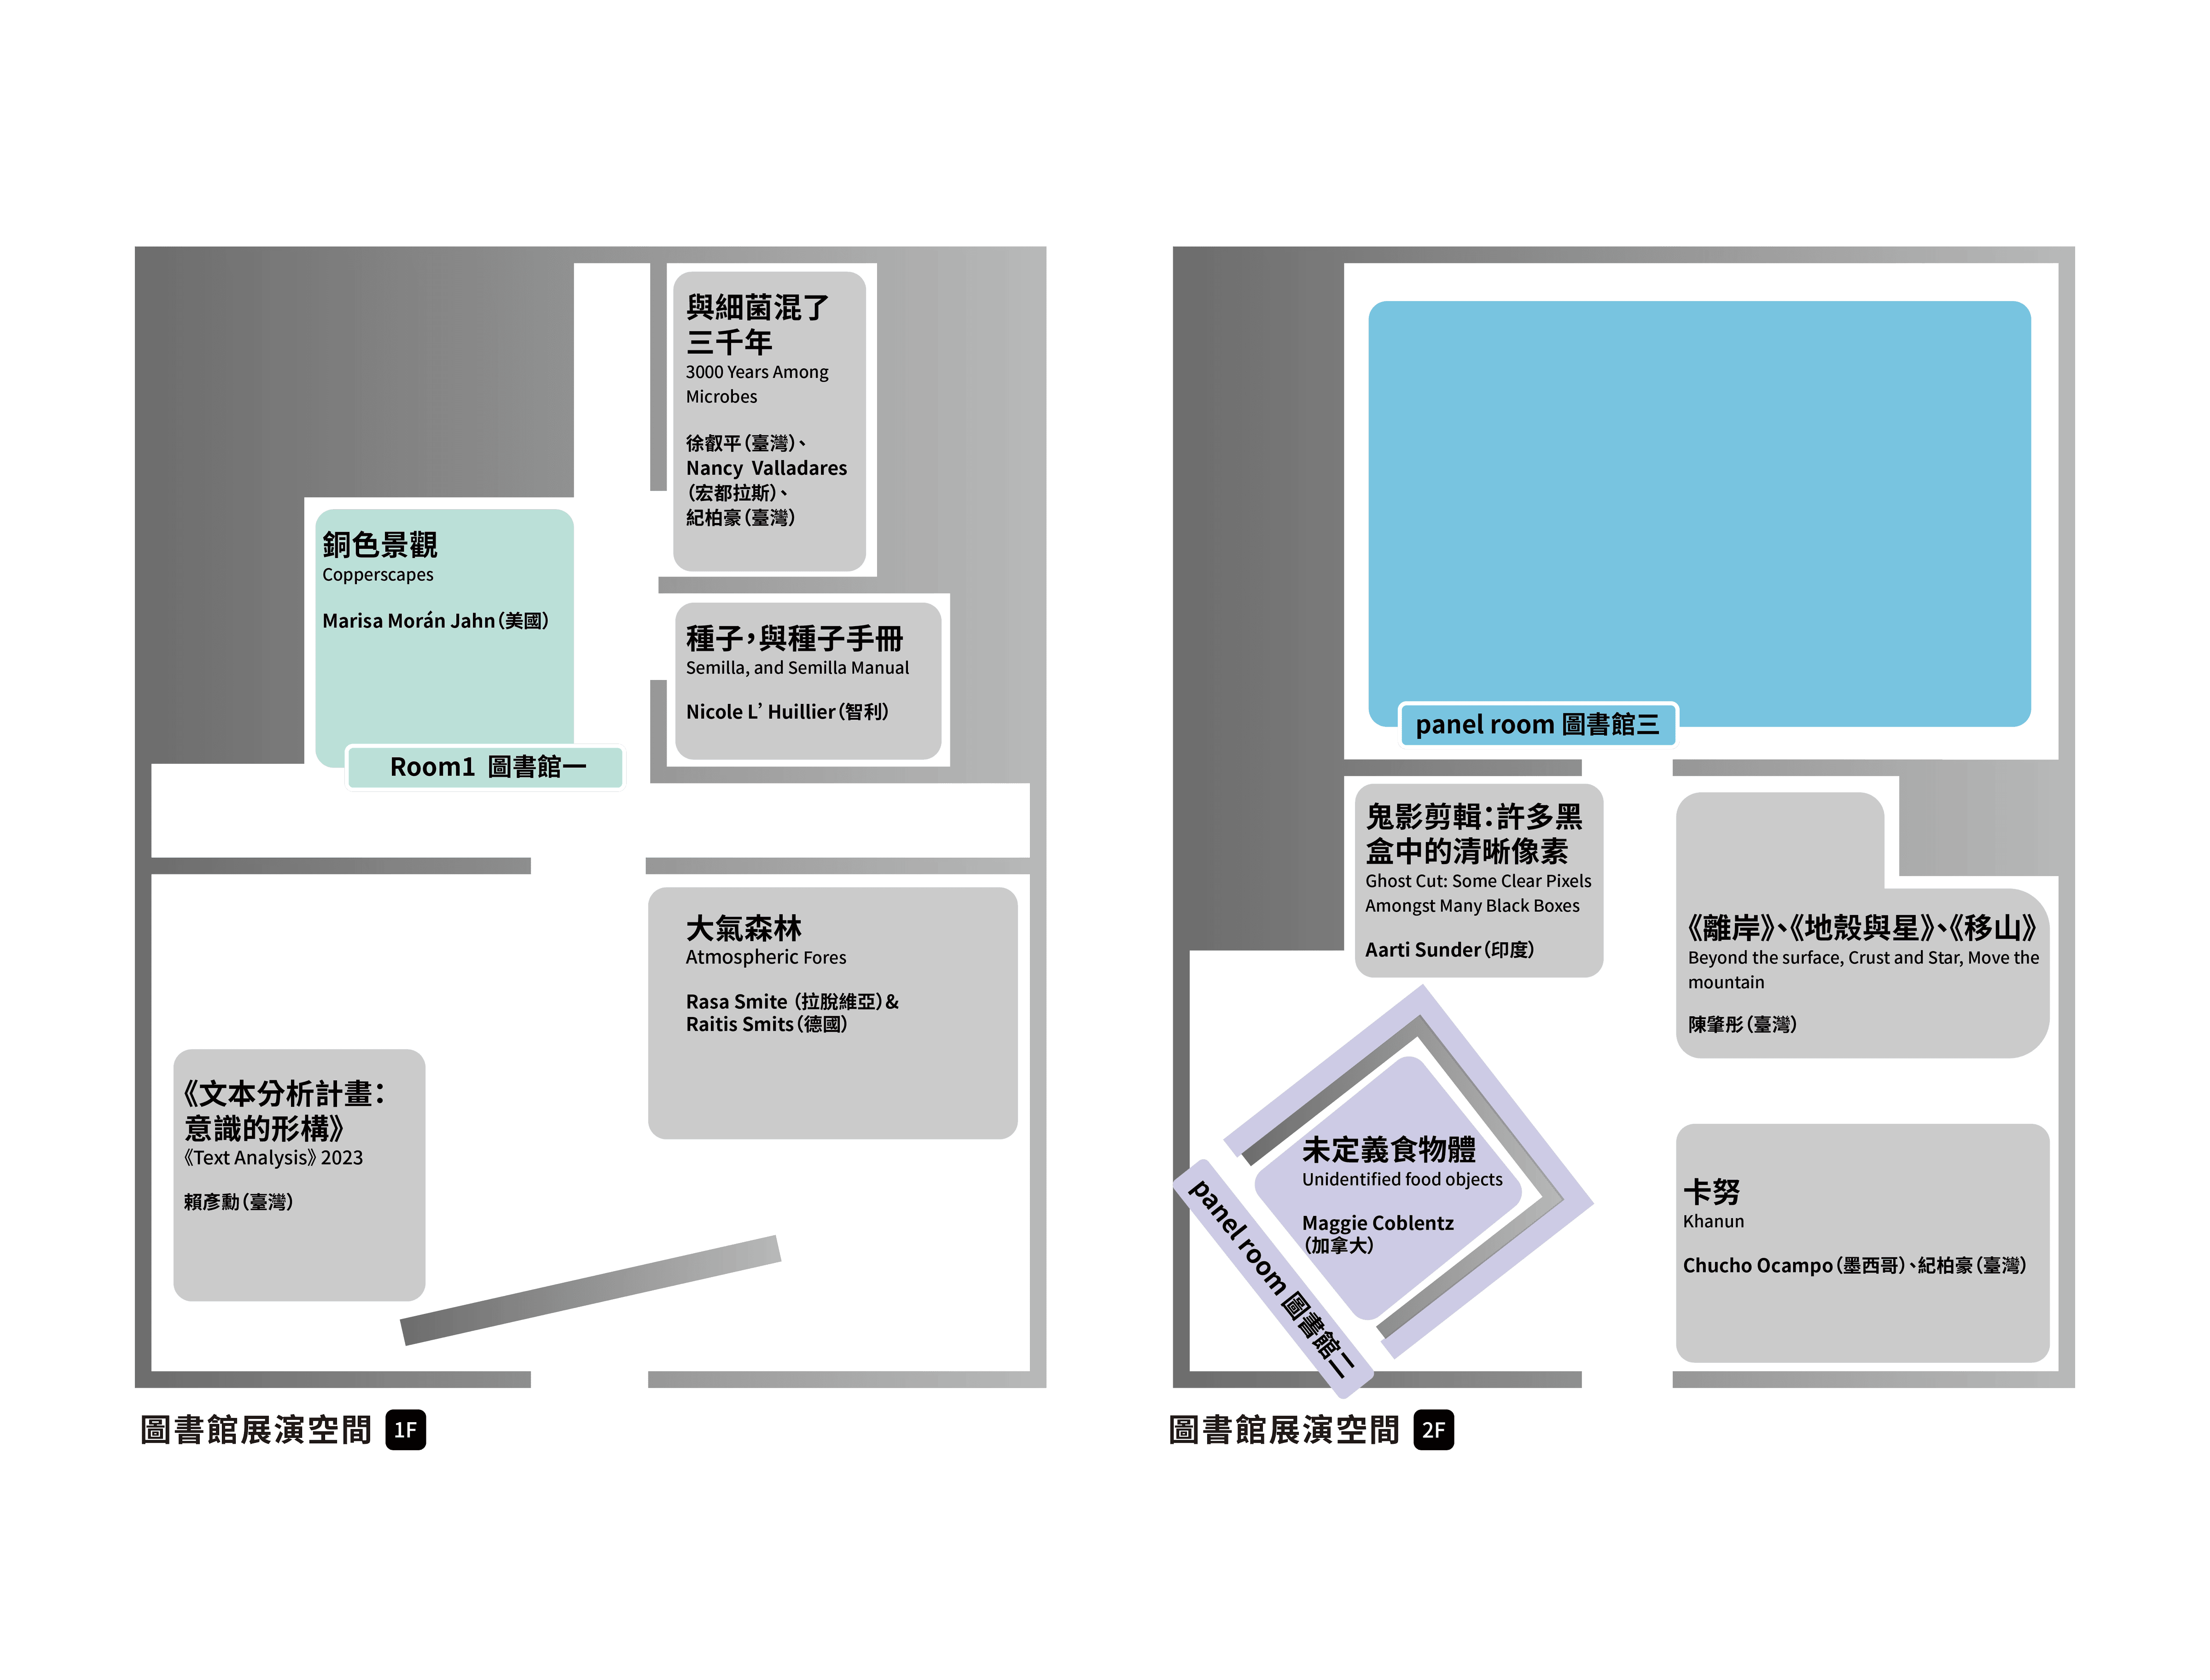 與細菌混了
三千年
3000 Years Among
Microbes
徐叡平（臺灣）、
Nancy Valladares
（宏都拉斯）、
紀柏豪（臺灣）
銅色景觀
Copperscapes
Marisa Morán Jahn（美國）
Room1 圖書館一
種子，與種子手冊
Semilla, and Semilla Manual
Nicole L’ Huillier（智利）
大氣森林
Atmospheric Fores
Rasa Smite （拉脫維亞）&
Raitis Smits（德國）
《文本分析計畫：
意識的形構》
《Text Analysis》2023
賴彥勳（臺灣）
圖書館展演空間 1F
panel room 圖書館三
鬼影剪輯：許多黑
盒中的清晰像素
Ghost Cut: Some Clear Pixels
Amongst Many Black Boxes
Aarti Sunder（印度）
《離岸》、《地殼與星》、《移山》
Beyond the surface, Crust and Star, Move the
mountain
陳肇彤（臺灣）
未定義食物體
Unidentified food objects
Maggie Coblentz
（加拿大）
panel room 圖書館二
卡努
Khanun
Chucho Ocampo（墨西哥）、紀柏豪（臺灣）
圖書館展演空間 2F